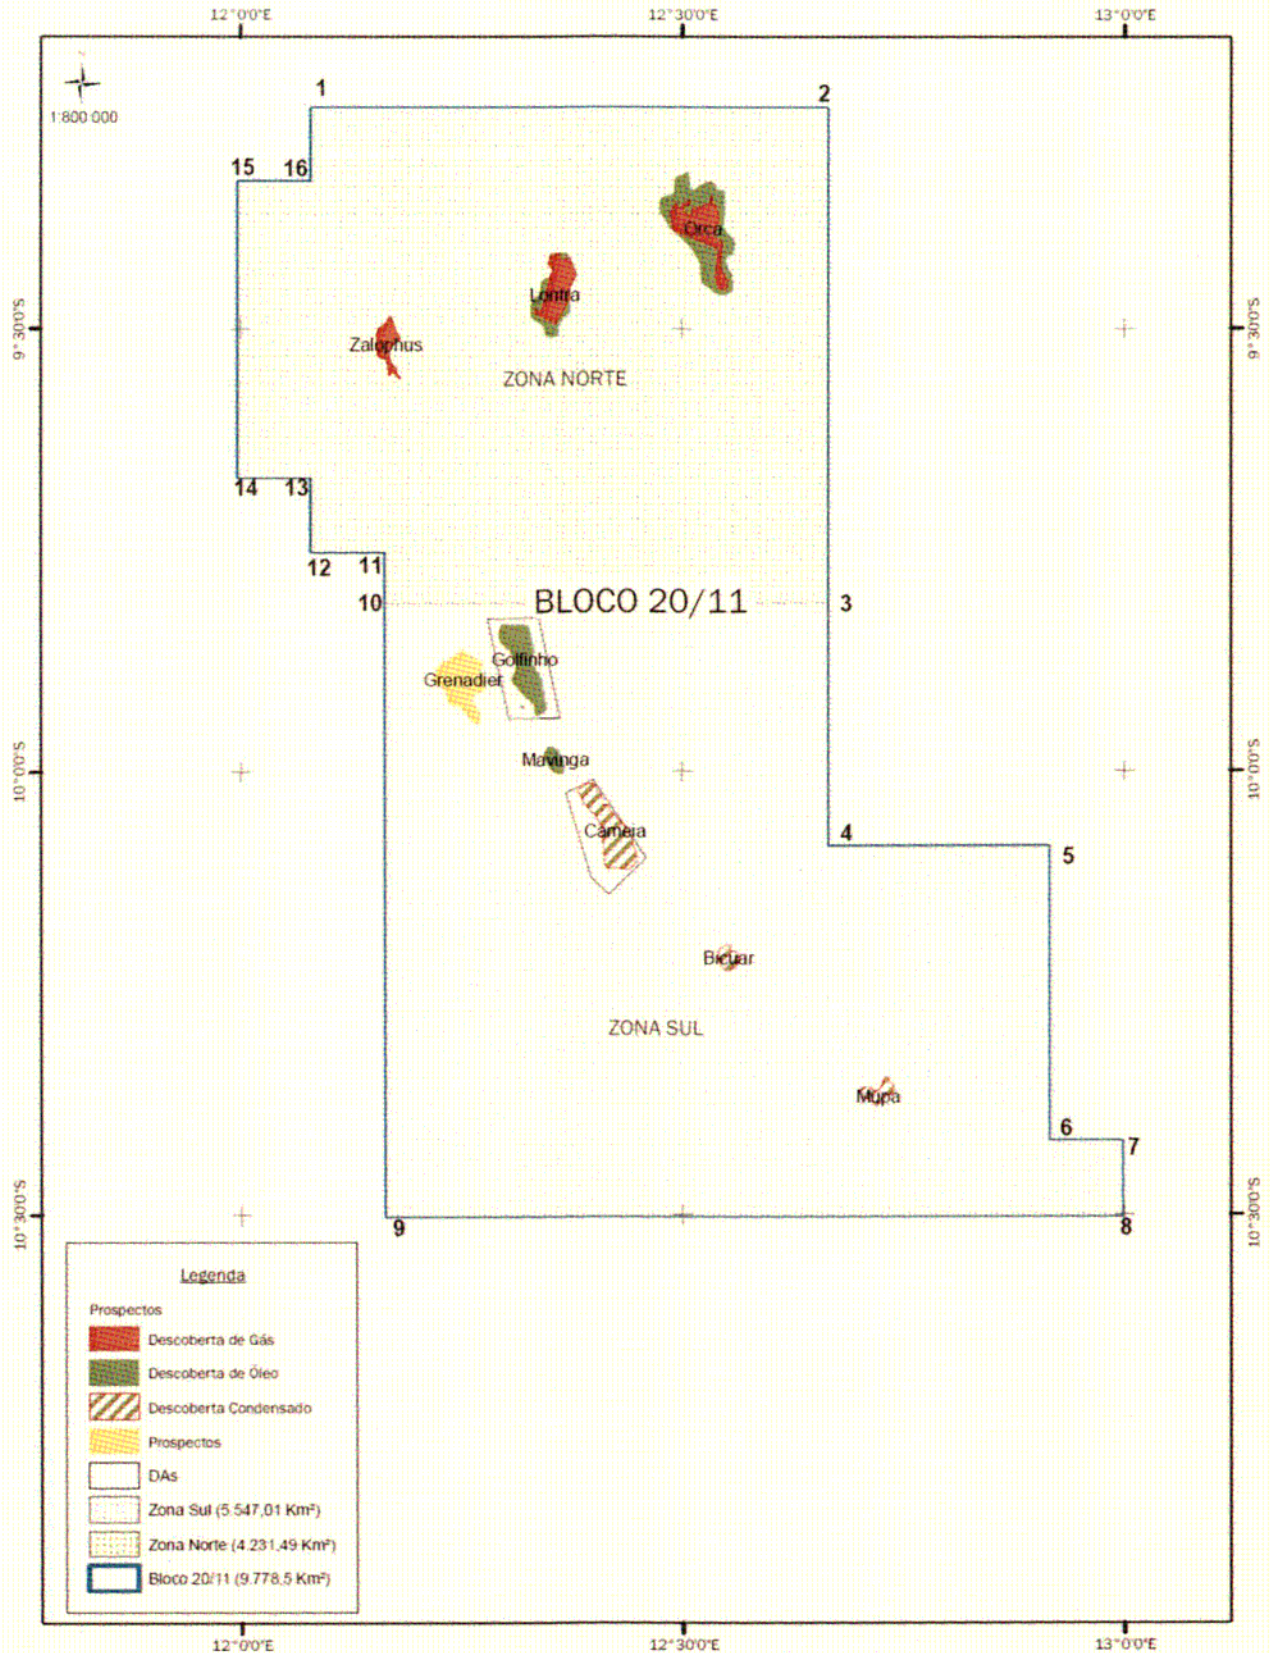 12°0'0"E 12°30'0"E 13°0'0"E
1:800 000
1 2
15 16
Orca
Lontra
9°30'0"S 9°30'0"S
Zalophus
ZONA NORTE
14 13
12 11
10 BLOCO 20/11 3
Golfinho
Grenadier
Mavinga
10°0'0"S 10°0'0"S
Cameia
4
5
Bicuar
ZONA SUL
Mupa
6
7
10°30'0"S 10°30'0"S
9 8
Legenda
Prospectos
Descoberta de Gás
Descoberta de Óleo
Descoberta Condensado
Prospectos
DAs
Zona Sul (5.547,01 Km²)
Zona Norte (4.231,49 Km²)
Bloco 20/11 (9.778,5 Km²)
12°0'0"E 12°30'0"E 13°0'0"E